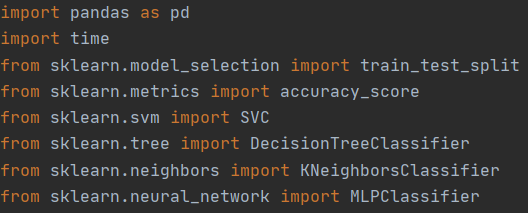 import pandas as pd
import time
from sklearn.model_selection import train_test_split
from sklearn.metrics import accuracy_score
from sklearn.svm import SVC
from sklearn.tree import DecisionTreeClassifier
from sklearn.neighbors import KNeighborsClassifier
from sklearn.neural_network import MLPClassifier